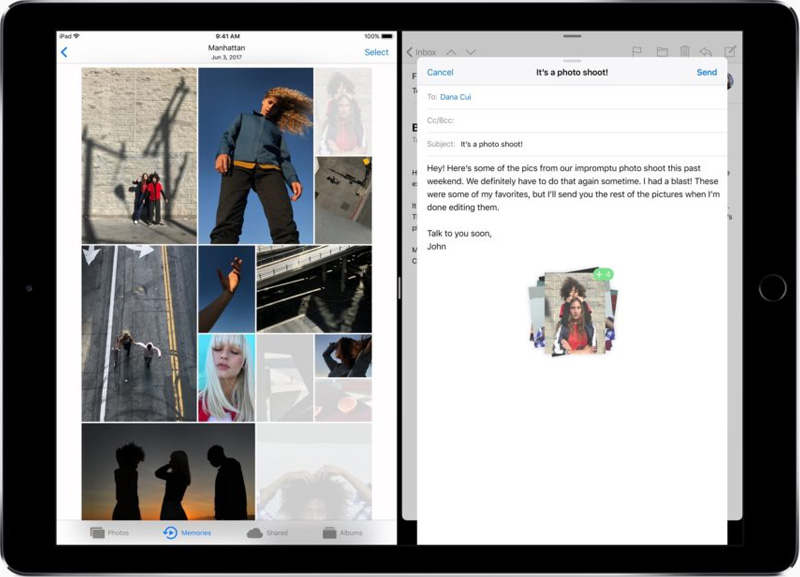 iPad 9:41 AM 100%
Manhattan
Jun 3, 2017
Select
Photos
Memories
Shared
Albums
Inbox
Cancel It's a photo shoot! Send
To: Dana Cui
Cc/Bcc:
Subject: It's a photo shoot!
Hey! Here's some of the pics from our impromptu photo shoot this past
weekend. We definitely have to do that again sometime. I had a blast! These
were some of my favorites, but I'll send you the rest of the pictures when I'm
done editing them.
Talk to you soon,
John
+ 4